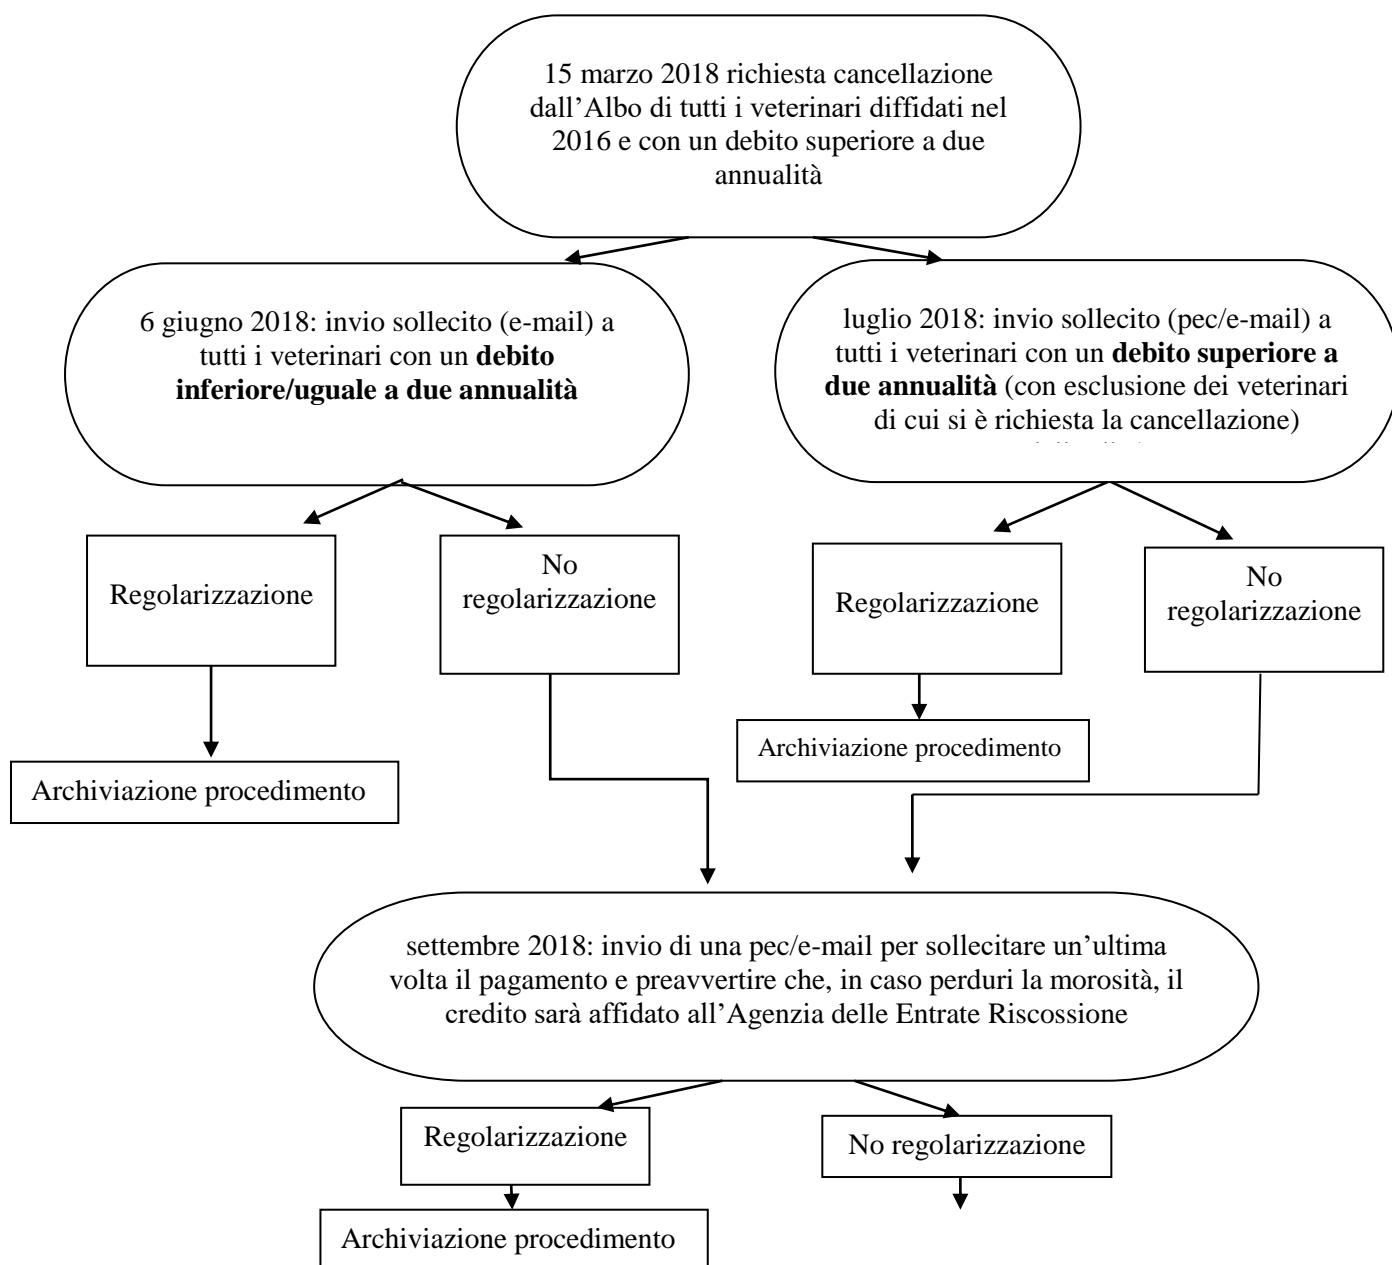 15 marzo 2018 richiesta cancellazione
dall’Albo di tutti i veterinari diffidati nel
2016 e con un debito superiore a due
annualità
6 giugno 2018: invio sollecito (e-mail) a
tutti i veterinari con un debito
inferiore/uguale a due annualità
luglio 2018: invio sollecito (pec/e-mail) a
tutti i veterinari con un debito superiore a
due annualità (con esclusione dei veterinari
di cui si è richiesta la cancellazione)
Regolarizzazione
No
regolarizzazione
Regolarizzazione
No
regolarizzazione
Archiviazione procedimento
Archiviazione procedimento
settembre 2018: invio di una pec/e-mail per sollecitare un’ultima
volta il pagamento e preavvertire che, in caso perduri la morosità, il
credito sarà affidato all’Agenzia delle Entrate Riscossione
Regolarizzazione
No regolarizzazione
Archiviazione procedimento